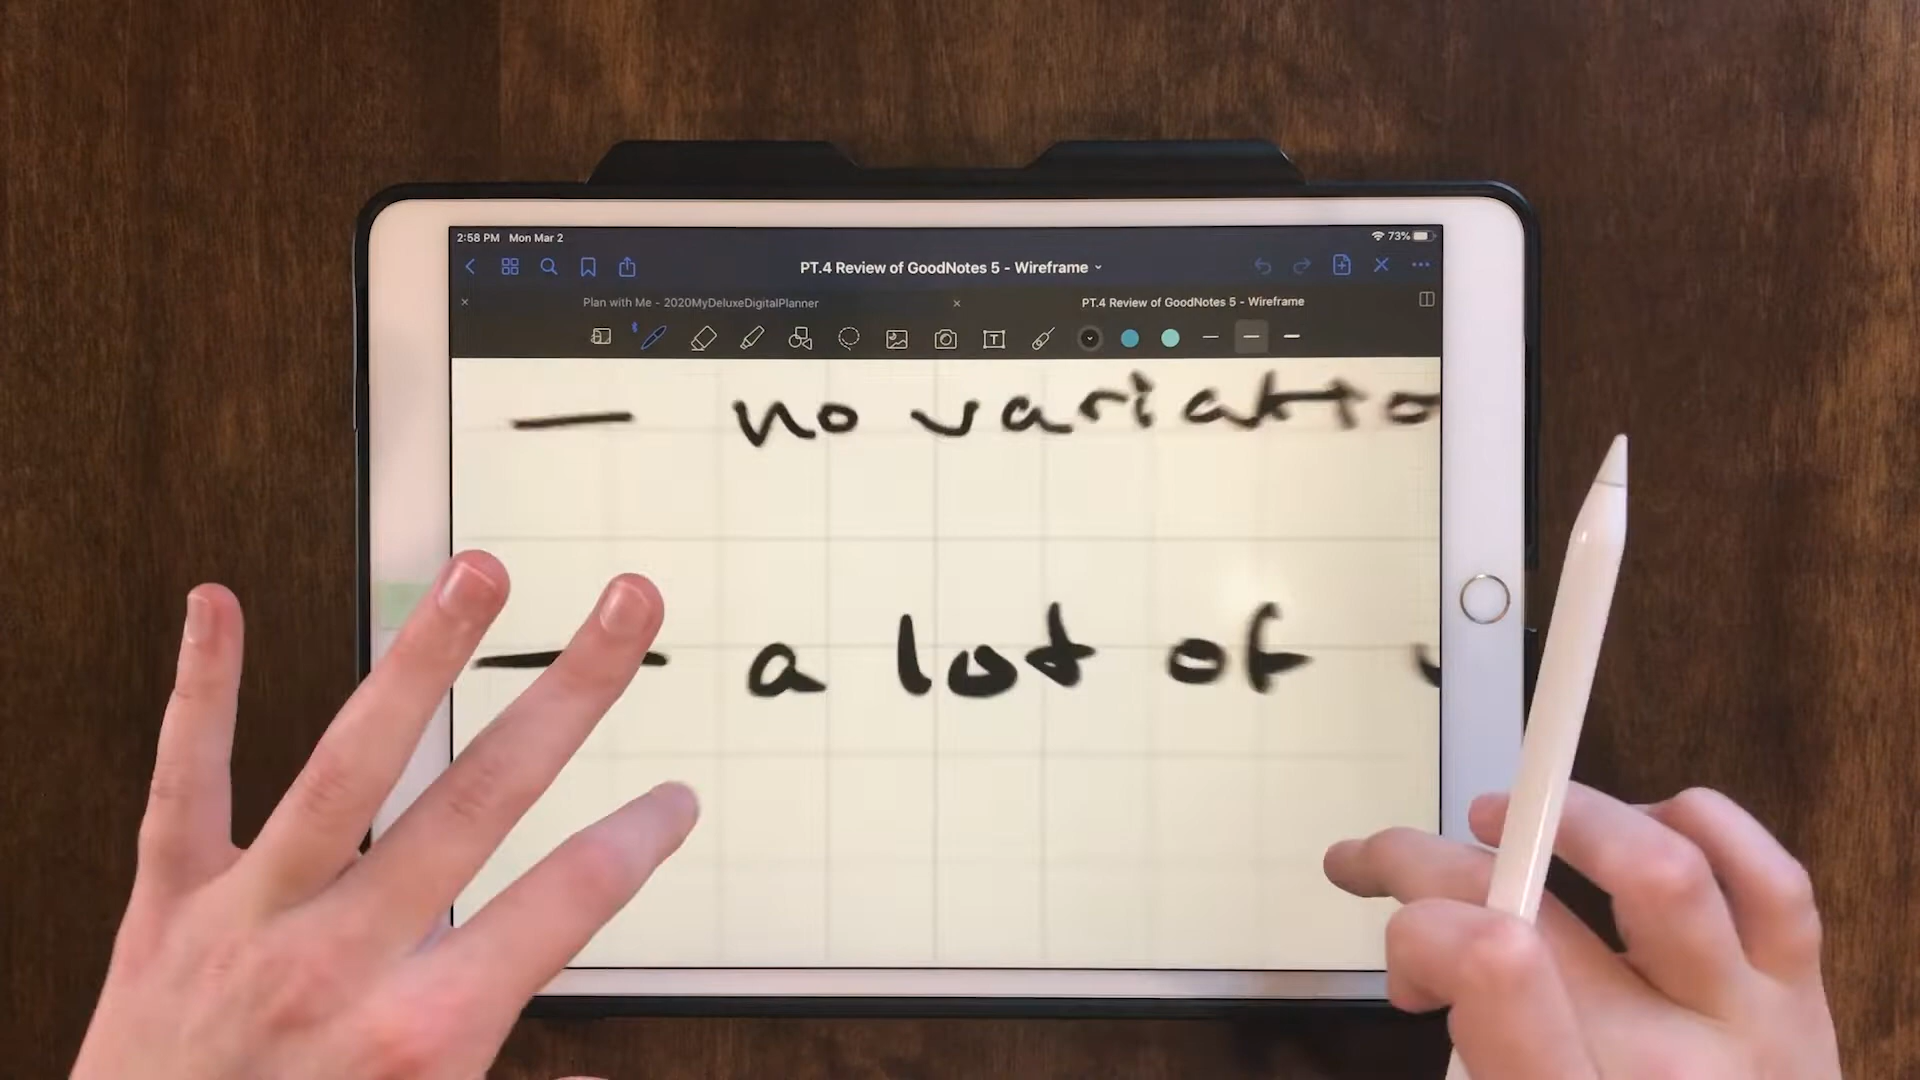 2:58 PM Mon Mar 2 73%
PT.4 Review of GoodNotes 5 - Wireframe
Plan with Me - 2020MyDeluxeDigitalPlanner PT.4 Review of GoodNotes 5 - Wireframe
T
— no variatio
— a lot of